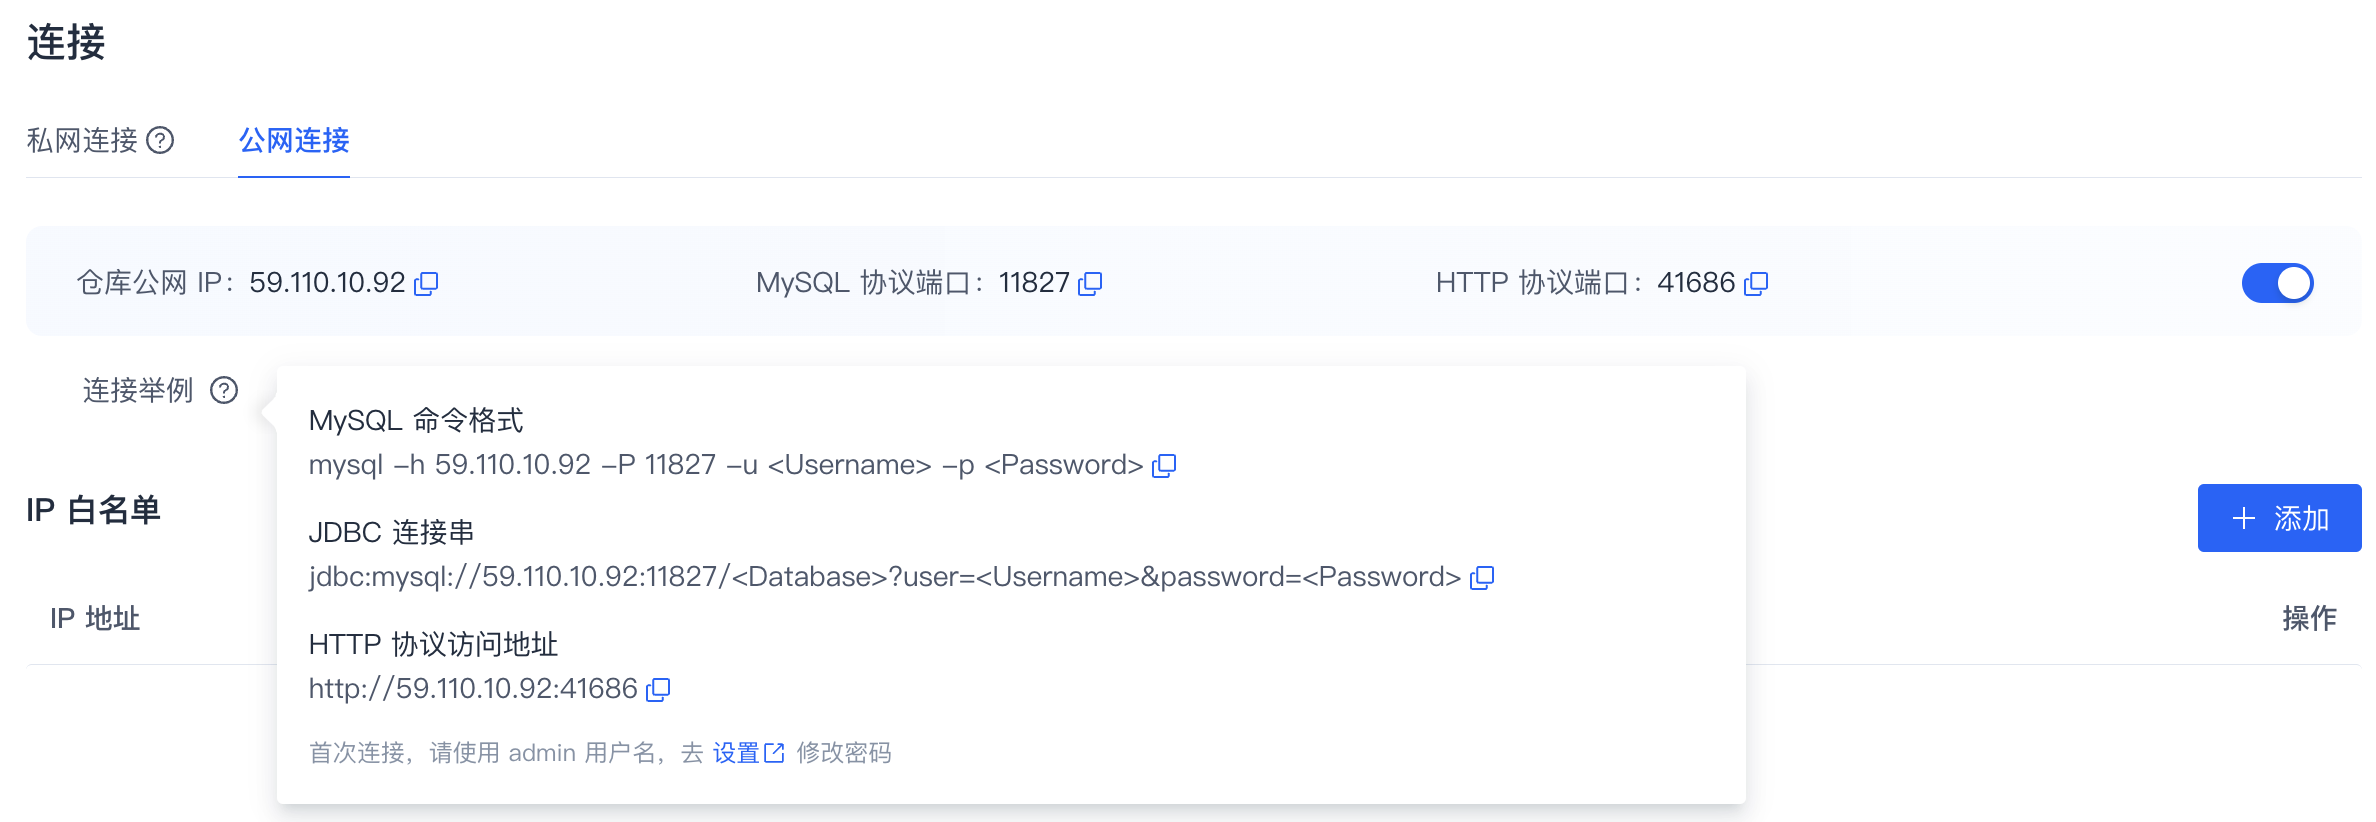 连接
私网连接 公网连接
仓库公网 IP： 59.110.10.92 MySQL 协议端口： 11827 HTTP 协议端口： 41686
连接举例
MySQL 命令格式
mysql -h 59.110.10.92 -P 11827 -u <Username> -p <Password>
IP 白名单
添加
JDBC 连接串
jdbc:mysql://59.110.10.92:11827/<Database>?user=<Username>&password=<Password>
IP 地址
操作
HTTP 协议访问地址
http://59.110.10.92:41686
首次连接，请使用 admin 用户名，去 设置 修改密码